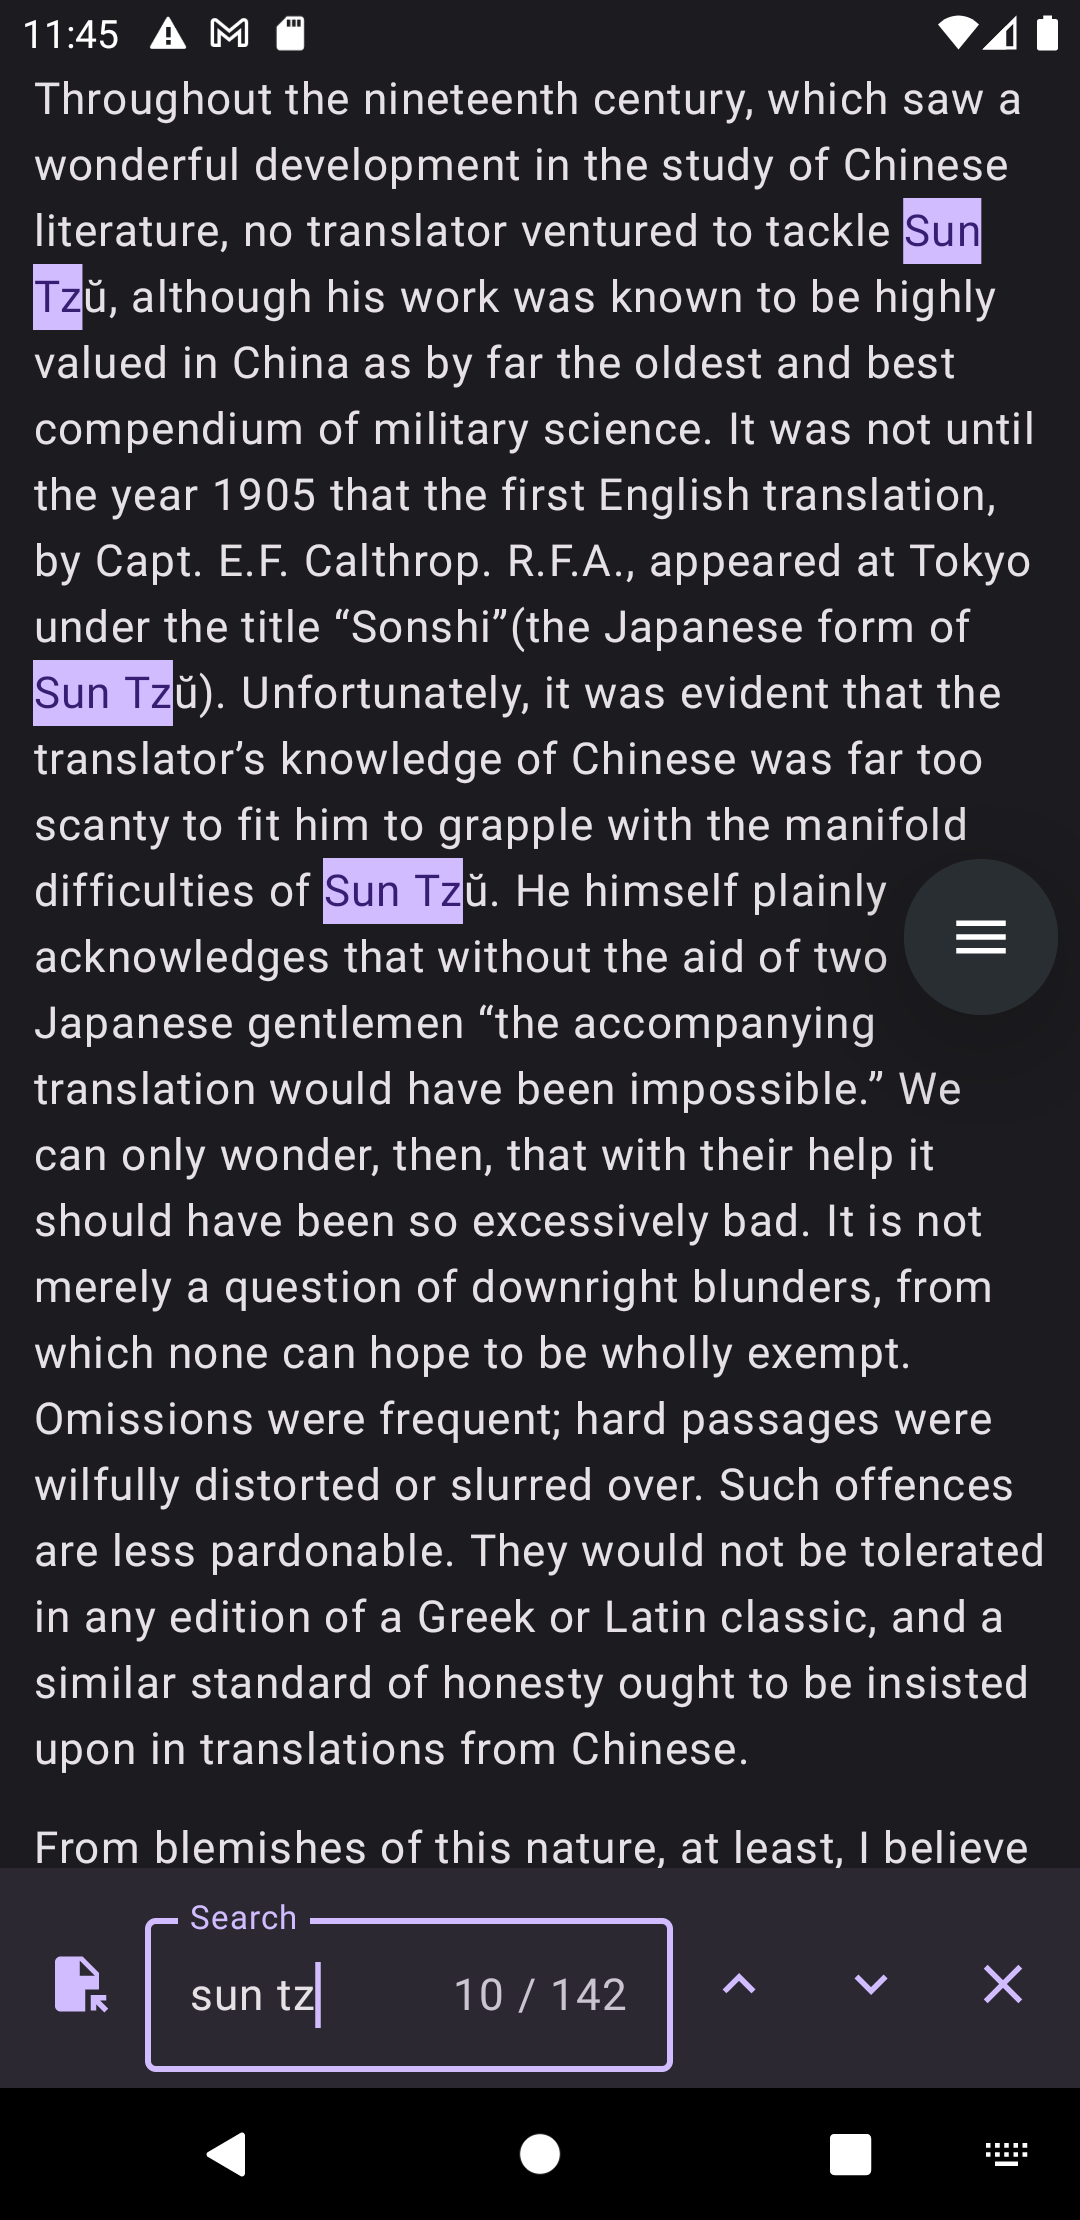 11:45
Throughout the nineteenth century, which saw a
wonderful development in the study of Chinese
literature, no translator ventured to tackle Sun
Tzŭ, although his work was known to be highly
valued in China as by far the oldest and best
compendium of military science. It was not until
the year 1905 that the first English translation,
by Capt. E.F. Calthrop. R.F.A., appeared at Tokyo
under the title “Sonshi”(the Japanese form of
Sun Tzŭ). Unfortunately, it was evident that the
translator’s knowledge of Chinese was far too
scanty to fit him to grapple with the manifold
difficulties of Sun Tzŭ. He himself plainly
acknowledges that without the aid of two
Japanese gentlemen “the accompanying
translation would have been impossible.” We
can only wonder, then, that with their help it
should have been so excessively bad. It is not
merely a question of downright blunders, from
which none can hope to be wholly exempt.
Omissions were frequent; hard passages were
wilfully distorted or slurred over. Such offences
are less pardonable. They would not be tolerated
in any edition of a Greek or Latin classic, and a
similar standard of honesty ought to be insisted
upon in translations from Chinese.
From blemishes of this nature, at least, I believe
Search
sun tz 10 / 142